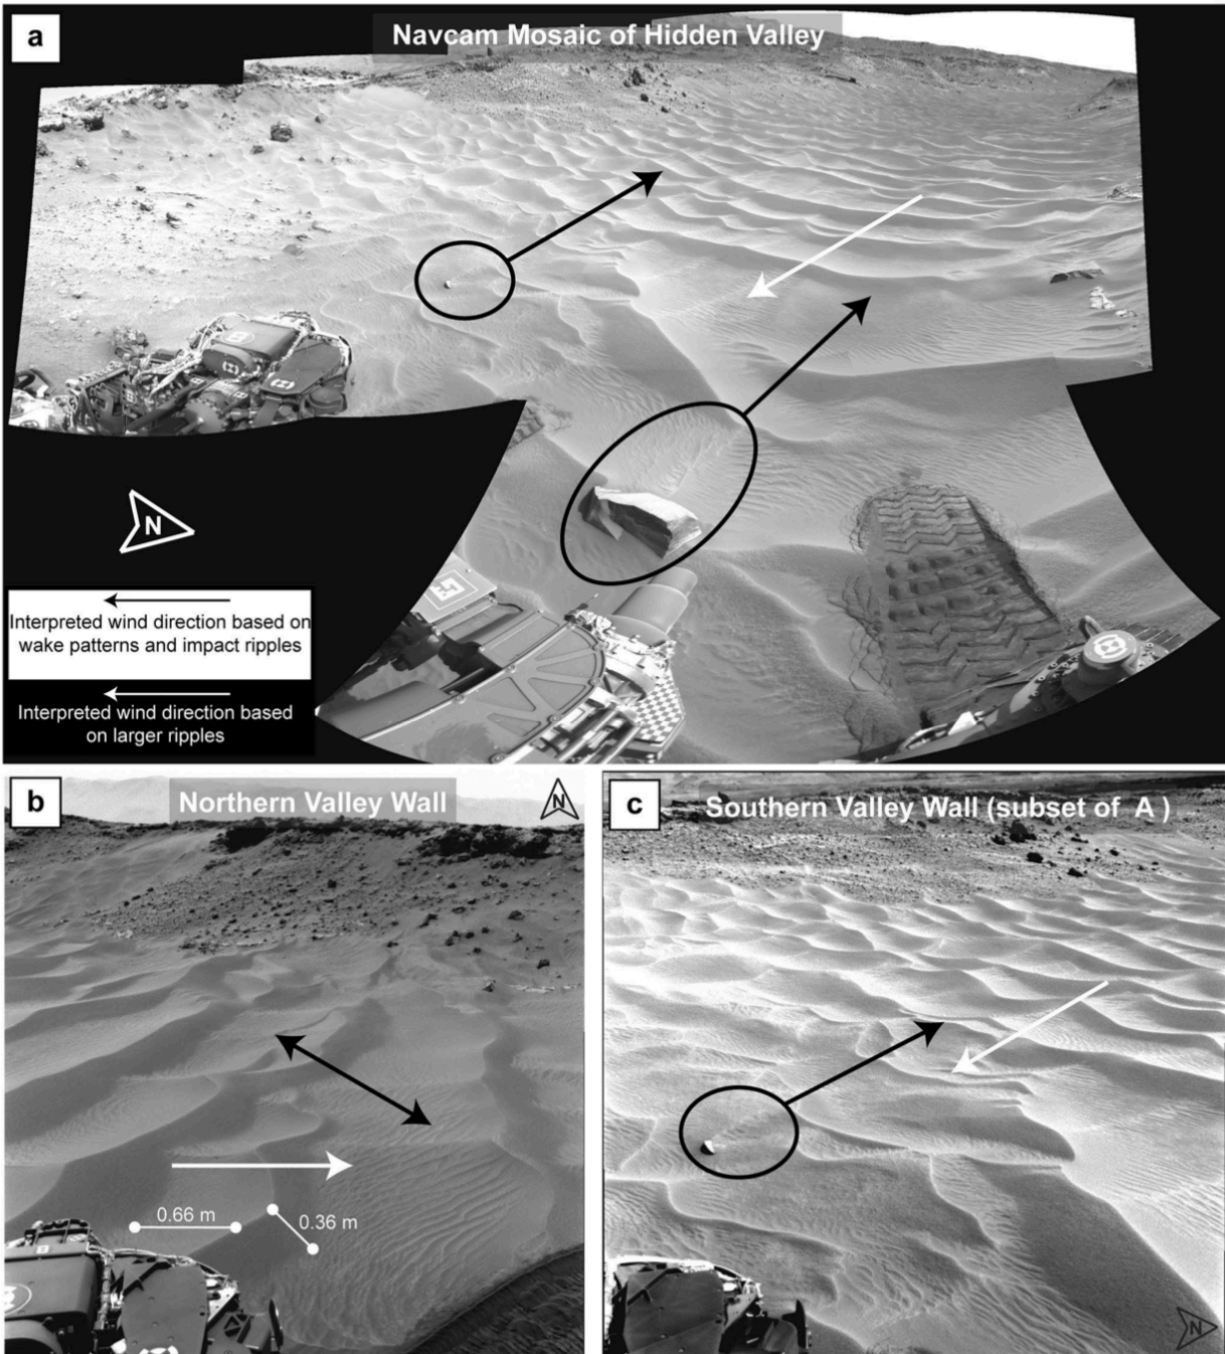 a
Navcam Mosaic of Hidden Valley
N
Interpreted wind direction based on
wake patterns and impact ripples
Interpreted wind direction based
on larger ripples
b
Northern Valley Wall
N
0.66 m
0.36 m
c
Southern Valley Wall (subset of A )
N